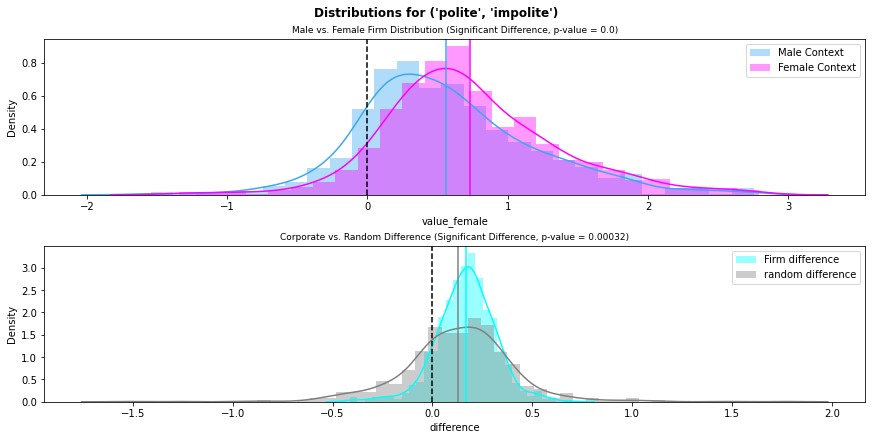 Distributions for ('polite', 'impolite')
Male vs. Female Firm Distribution (Significant Difference, p-value = 0.0)
Density
0.0
0.2
0.4
0.6
0.8
Male Context
Female Context
−2
−1
0
1
2
3
value_female
Corporate vs. Random Difference (Significant Difference, p-value = 0.00032)
Density
0.0
0.5
1.0
1.5
2.0
2.5
3.0
Firm difference
random difference
−1.5
−1.0
−0.5
0.0
0.5
1.0
1.5
2.0
difference